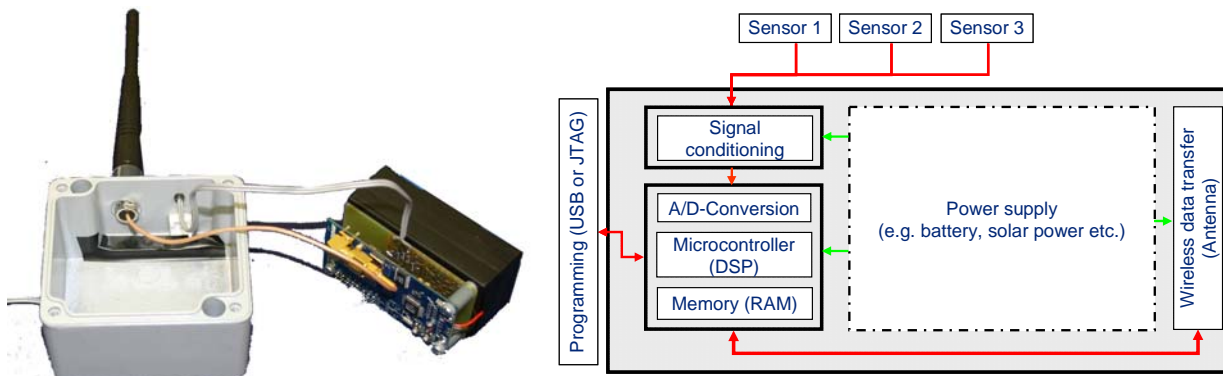 Sensor 1
Sensor 2
Sensor 3
Programming (USB or JTAG)
Signal
conditioning
A/D-Conversion
Microcontroller
(DSP)
Memory (RAM)
Power supply
(e.g. battery, solar power etc.)
Wireless data transfer
(Antenna)